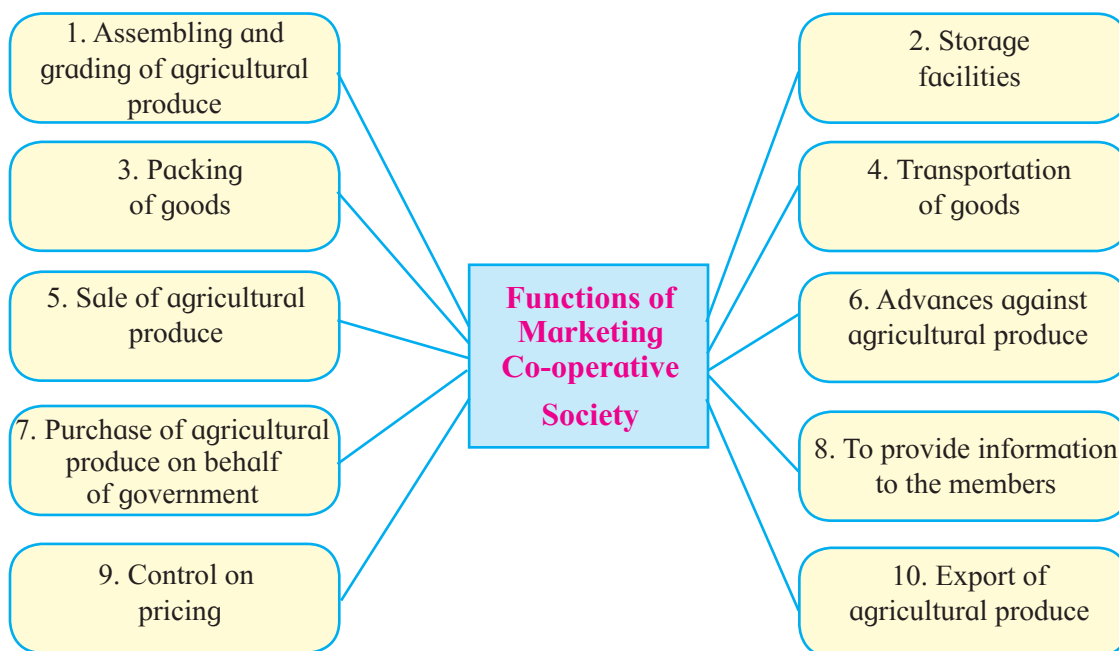 1. Assembling and
grading of agricultural
produce
2. Storage
facilities
3. Packing
of goods
4. Transportation
of goods
5. Sale of agricultural
produce
Functions of
Marketing
Co-operative
Society
6. Advances against
agricultural produce
7. Purchase of agricultural
produce on behalf
of government
8. To provide information
to the members
9. Control on
pricing
10. Export of
agricultural produce